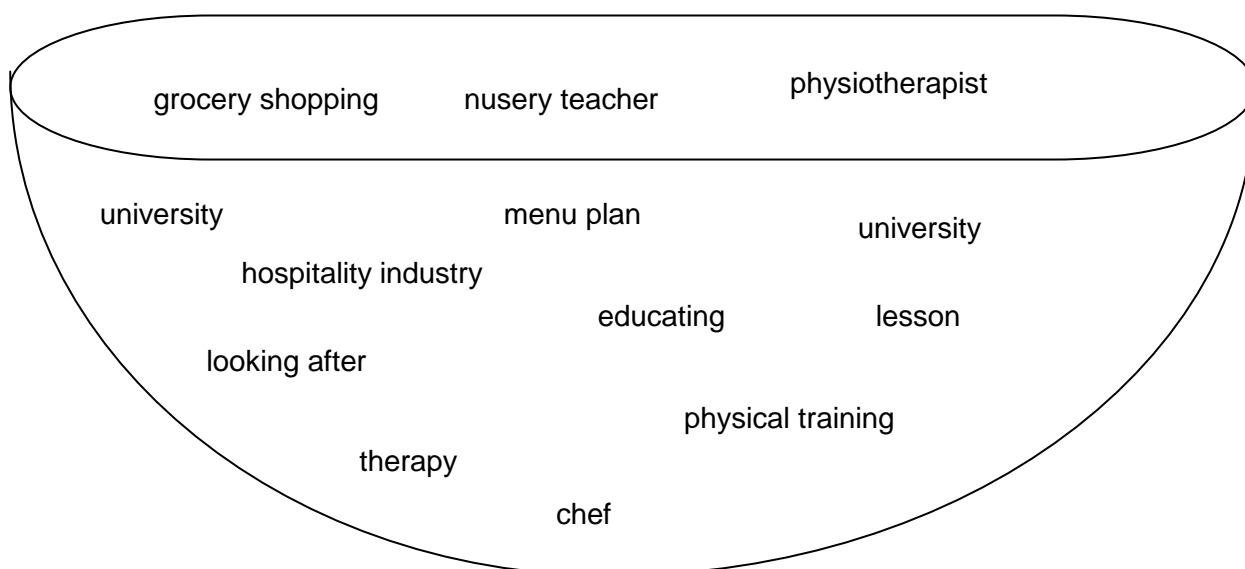 grocery shopping
nusery teacher
physiotherapist
university
menu plan
university
hospitality industry
educating
lesson
looking after
physical training
therapy
chef